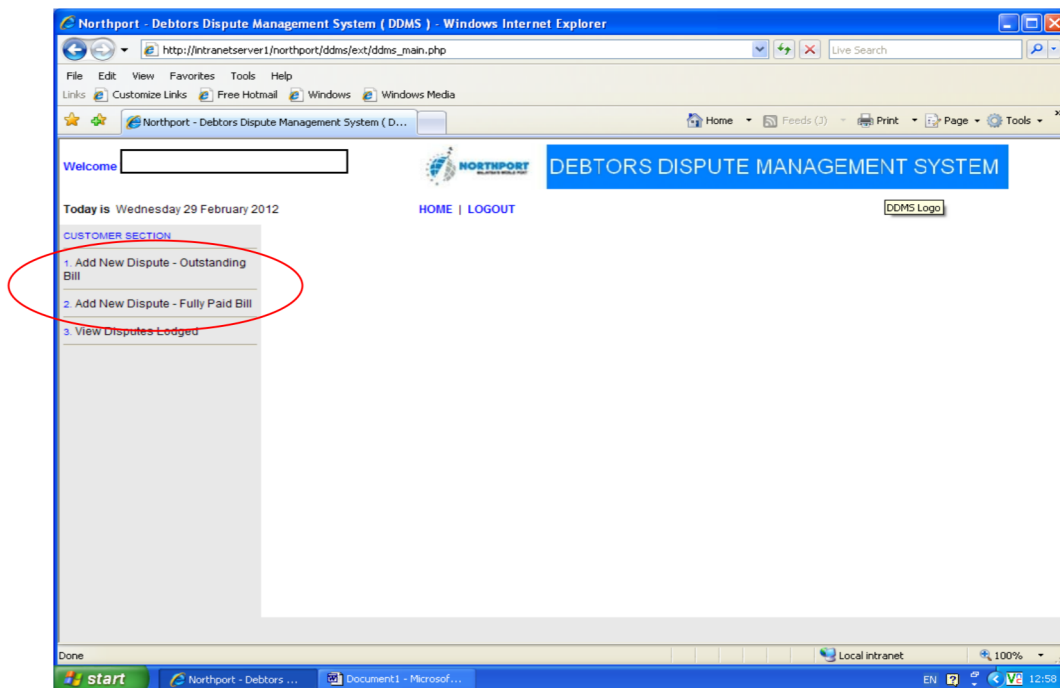 Northport - Debtors Dispute Management System ( DDMS ) - Windows Internet Explorer
http://intranetserver1/northport/ddms/ext/ddms_main.php
Live Search
File Edit View Favorites Tools Help
Links Customize Links Free Hotmail Windows Windows Media
Northport - Debtors Dispute Management System ( D...
Home Feeds (J) Print Page Tools
Welcome
NORTHPORT
DEBTORS DISPUTE MANAGEMENT SYSTEM
Today is Wednesday 29 February 2012
HOME | LOGOUT
DDMS Logo
CUSTOMER SECTION
1. Add New Dispute - Outstanding
Bill
2. Add New Dispute - Fully Paid Bill
3. View Disputes Lodged
Done
Local intranet
100%
start
Northport - Debtors ...
Document1 - Microsof...
EN
12:58